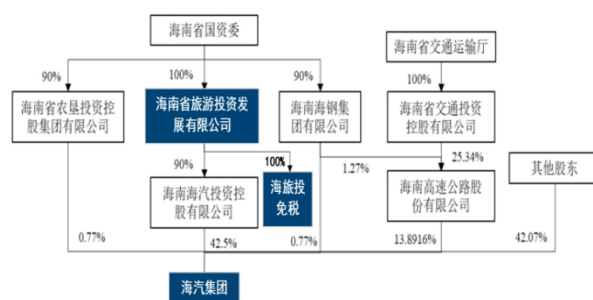 海南省国资委
海南省交通运输厅
90%
100%
90%
100%
海南省农垦投资控
股集团有限公司
海南省旅游投资发
展有限公司
海南海钢集
团有限公司
海南省交通投资
控股有限公司
90%
100%
1.27%
25.34%
其他股东
海南海汽投资控
股有限公司
海旅投
免税
海南高速公路股
份有限公司
0.77%
42.5%
0.77%
13.8916%
42.07%
海汽集团